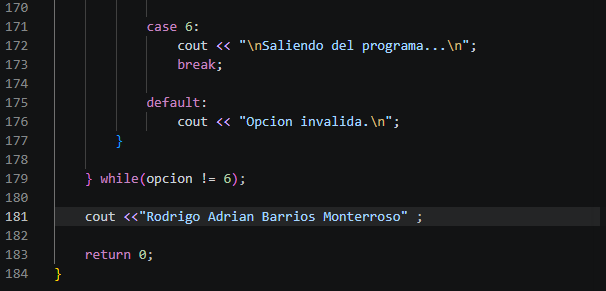 170
171 case 6:
172 cout << "\nSaliendo del programa...\n";
173 break;
174
175 default:
176 cout << "Opcion invalida.\n";
177 }
178
179 } while(opcion != 6);
180
181 cout <<"Rodrigo Adrian Barrios Monterroso" ;
182
183 return 0;
184 }